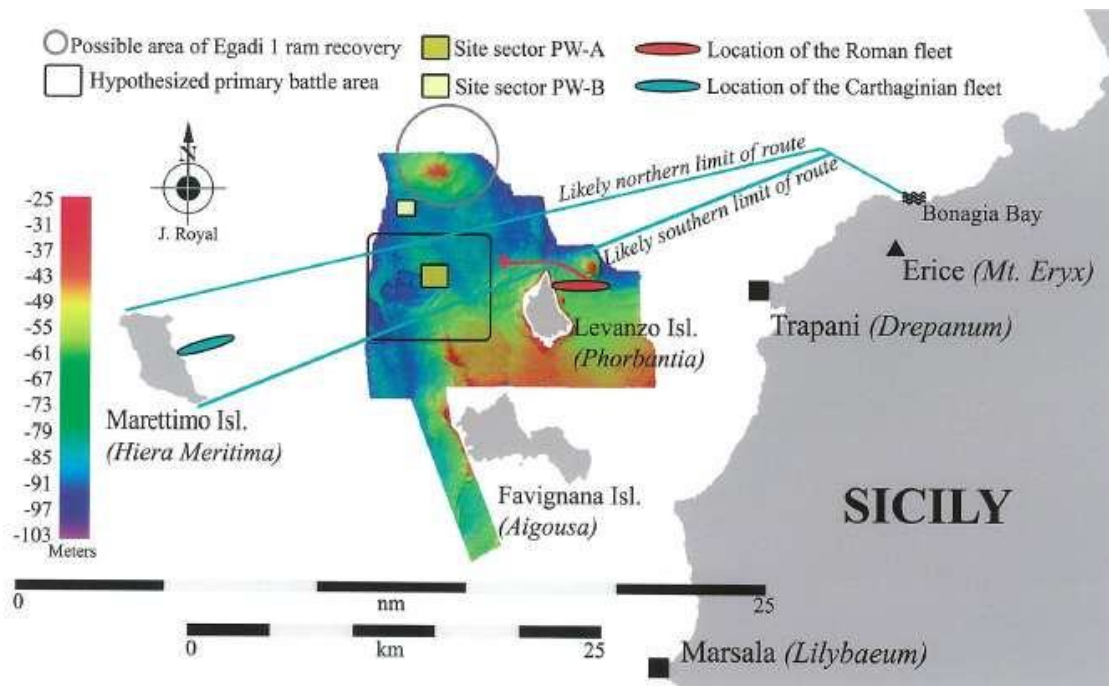 Possible area of Egadi 1 ram recovery
Hypothesized primary battle area
Site sector PW-A
Site sector PW-B
Location of the Roman fleet
Location of the Carthaginian fleet
N
J. Royal
Likely northern limit of route
Likely southern limit of route
Bonagia Bay
Erice (Mt. Eryx)
Trapani (Drepanum)
Levanzo Isl.
(Phorbantia)
Marettimo Isl.
(Hiera Meritima)
Favignana Isl.
(Aigousa)
SICILY
Marsala (Lilybaeum)
-25
-31
-37
-43
-49
-55
-61
-67
-73
-79
-85
-91
-97
-103
Meters
0 nm 25
0 km 25